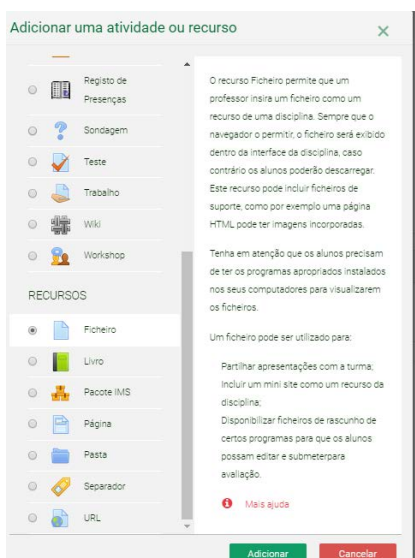 Adicionar uma atividade ou recurso
Registo de
Presenças
Sondagem
Teste
Trabalho
Wiki
Workshop
RECURSOS
Ficheiro
Livro
Pacote IMS
Página
Pasta
Separador
URL
O recurso Ficheiro permite que um
professor insira um ficheiro como um
recurso de uma disciplina. Sempre que o
navegador o permitir, o ficheiro será exibido
dentro da interface da disciplina, caso
contrário os alunos poderão descarregar.
Este recurso pode incluir ficheiros de
suporte, como por exemplo uma página
HTML pode ter imagens incorporadas.
Tenha em atenção que os alunos precisam
de ter os programas apropriados instalados
nos seus computadores para visualizarem
os ficheiros.
Um ficheiro pode ser utilizado para:
Partilhar apresentações com a turma;
Incluir um mini site como um recurso da
disciplina;
Disponibilizar ficheiros de rascunho de
certos programas para que os alunos
possam editar e submeterpara
avaliação.
Mais ajuda
Adicionar
Cancelar